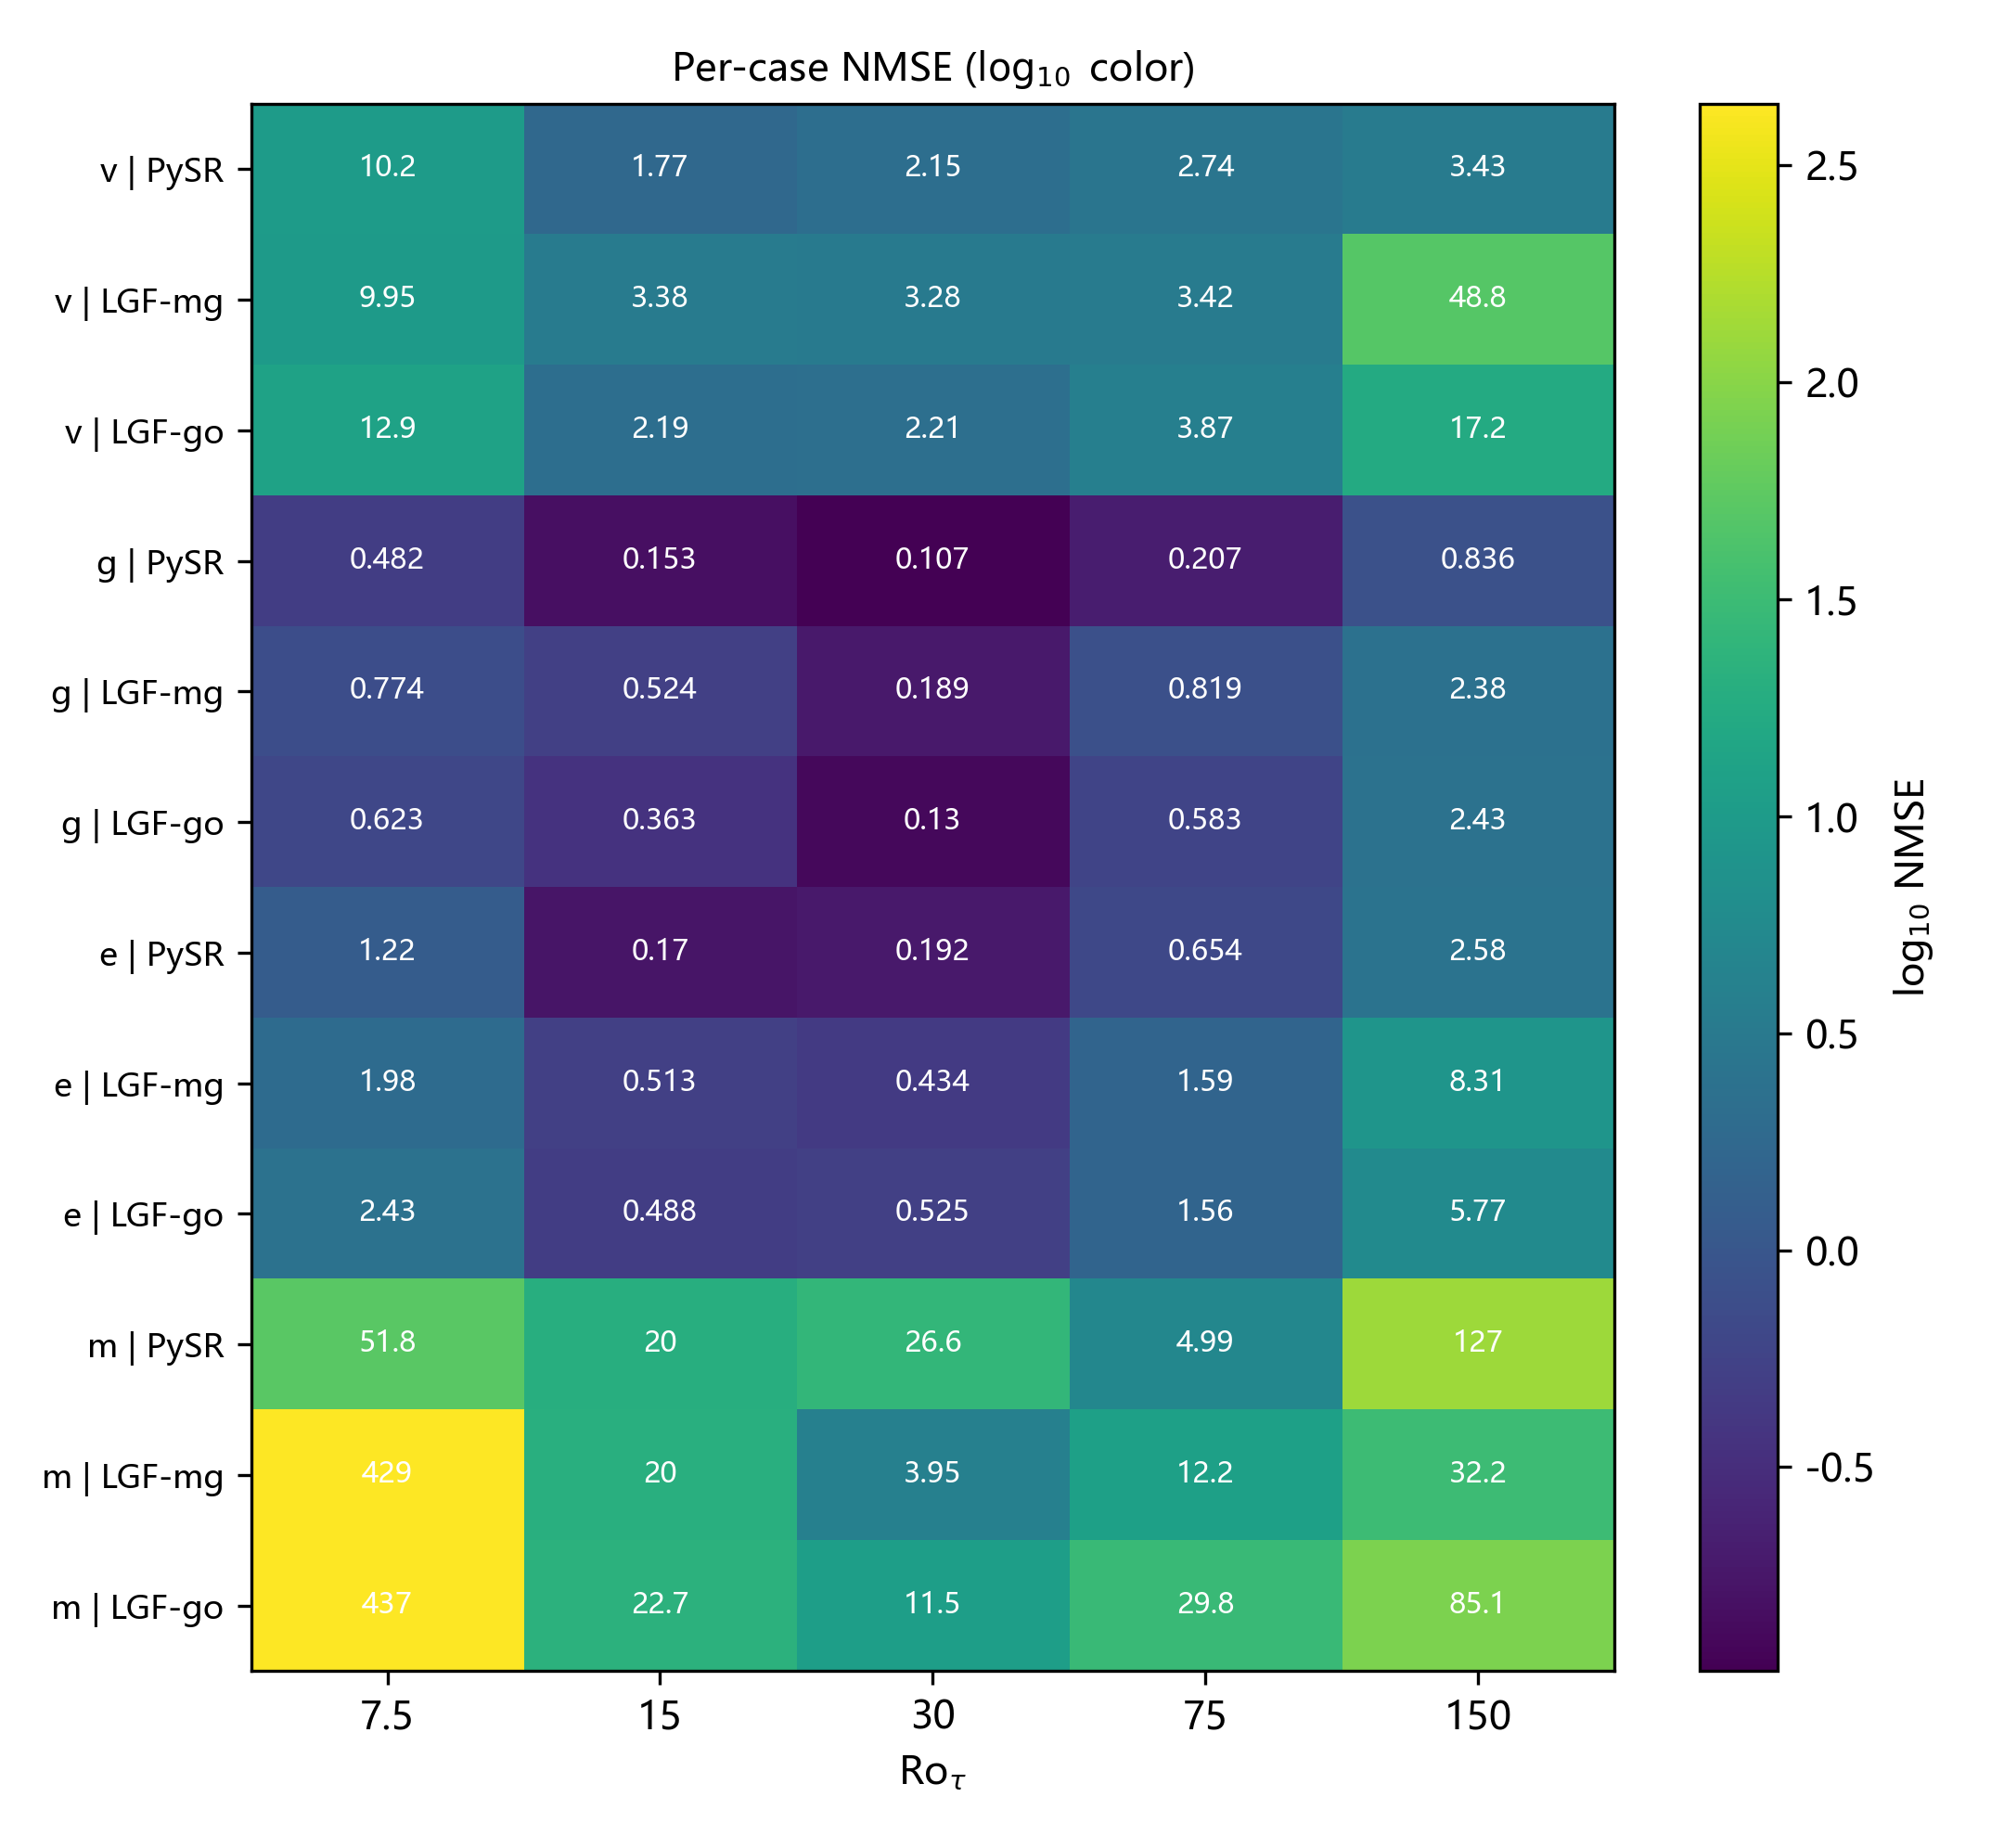 Per-case NMSE (log₁₀ color)
v | PySR 10.2 1.77 2.15 2.74 3.43
v | LGF-mg 9.95 3.38 3.28 3.42 48.8
v | LGF-go 12.9 2.19 2.21 3.87 17.2
g | PySR 0.482 0.153 0.107 0.207 0.836
g | LGF-mg 0.774 0.524 0.189 0.819 2.38
g | LGF-go 0.623 0.363 0.13 0.583 2.43
e | PySR 1.22 0.17 0.192 0.654 2.58
e | LGF-mg 1.98 0.513 0.434 1.59 8.31
e | LGF-go 2.43 0.488 0.525 1.56 5.77
m | PySR 51.8 20 26.6 4.99 127
m | LGF-mg 429 20 3.95 12.2 32.2
m | LGF-go 437 22.7 11.5 29.8 85.1
7.5 15 30 75 150
Ro_τ
2.5
2.0
1.5
1.0
0.5
0.0
-0.5
log₁₀ NMSE